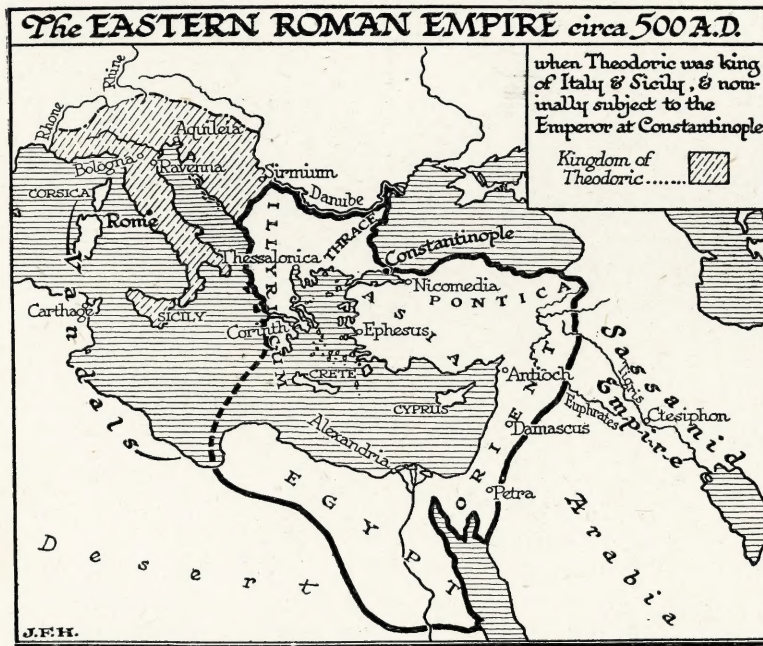 The EASTERN ROMAN EMPIRE circa 500 A.D.
when Theodoric was king
of Italy & Sicily, & nom-
inally subject to the
Emperor at Constantinople
Kingdom of
Theodoric........
Rhine
Rhone
Aquileia
Bologna
Ravenna
Sirmium
Danube
CORSICA
Rome
ILLYRICUM
THRACE
Constantinople
Thessalonica
Nicomedia
PONTICA
ASIA
Carthage
SICILY
Corinth
Ephesus
Vandals
CRETE
CYPRUS
Antioch
ORIENT
Sassanid
Empire
Tigris
Euphrates
Ctesiphon
Damascus
Alexandria
EGYPT
Petra
Arabia
Desert
J.F.H.